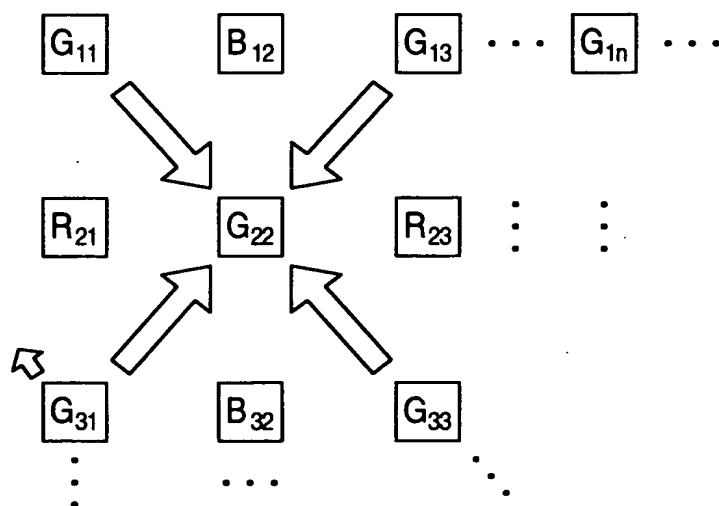 G₁₁ B₁₂ G₁₃ ··· G₁ₙ ···
R₂₁ G₂₂ R₂₃
G₃₁ B₃₂ G₃₃